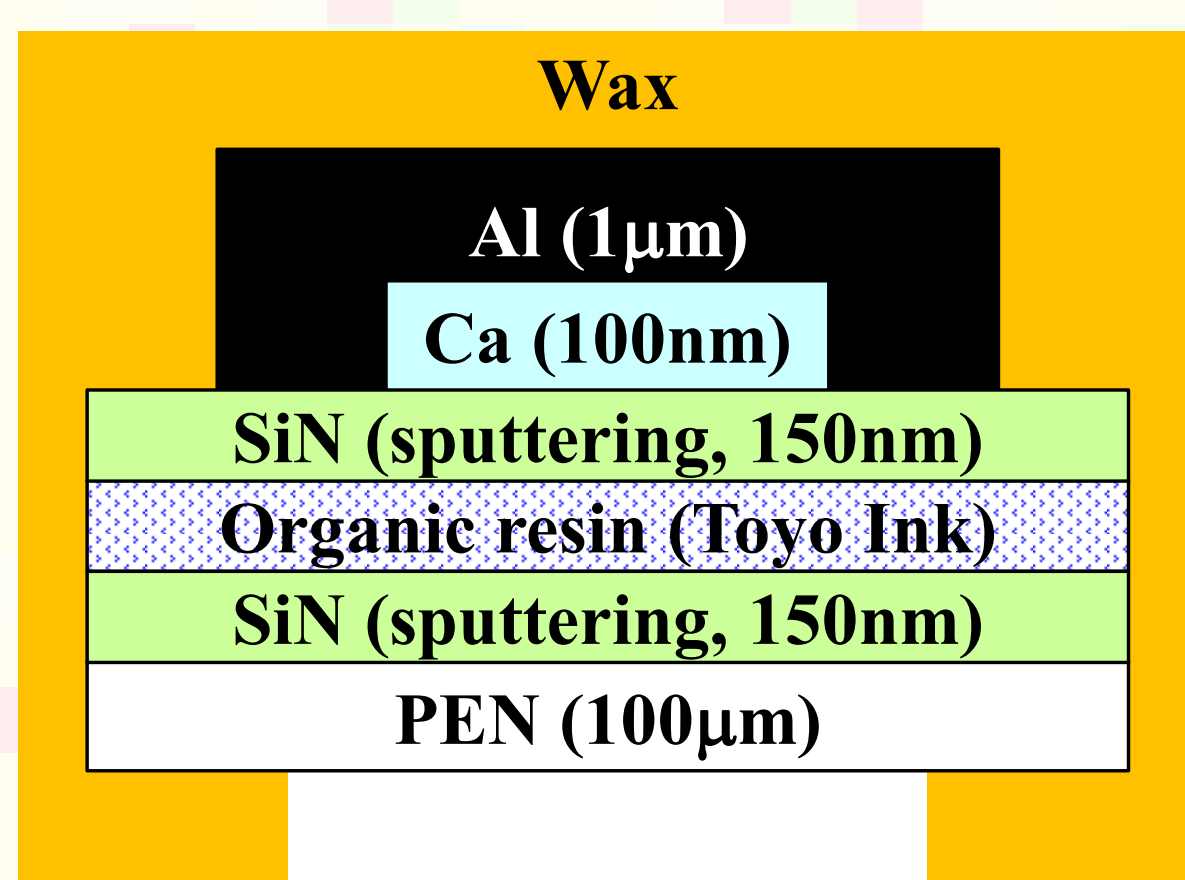 Wax
Al (1μm)
Ca (100nm)
SiN (sputtering, 150nm)
Organic resin (Toyo Ink)
SiN (sputtering, 150nm)
PEN (100μm)